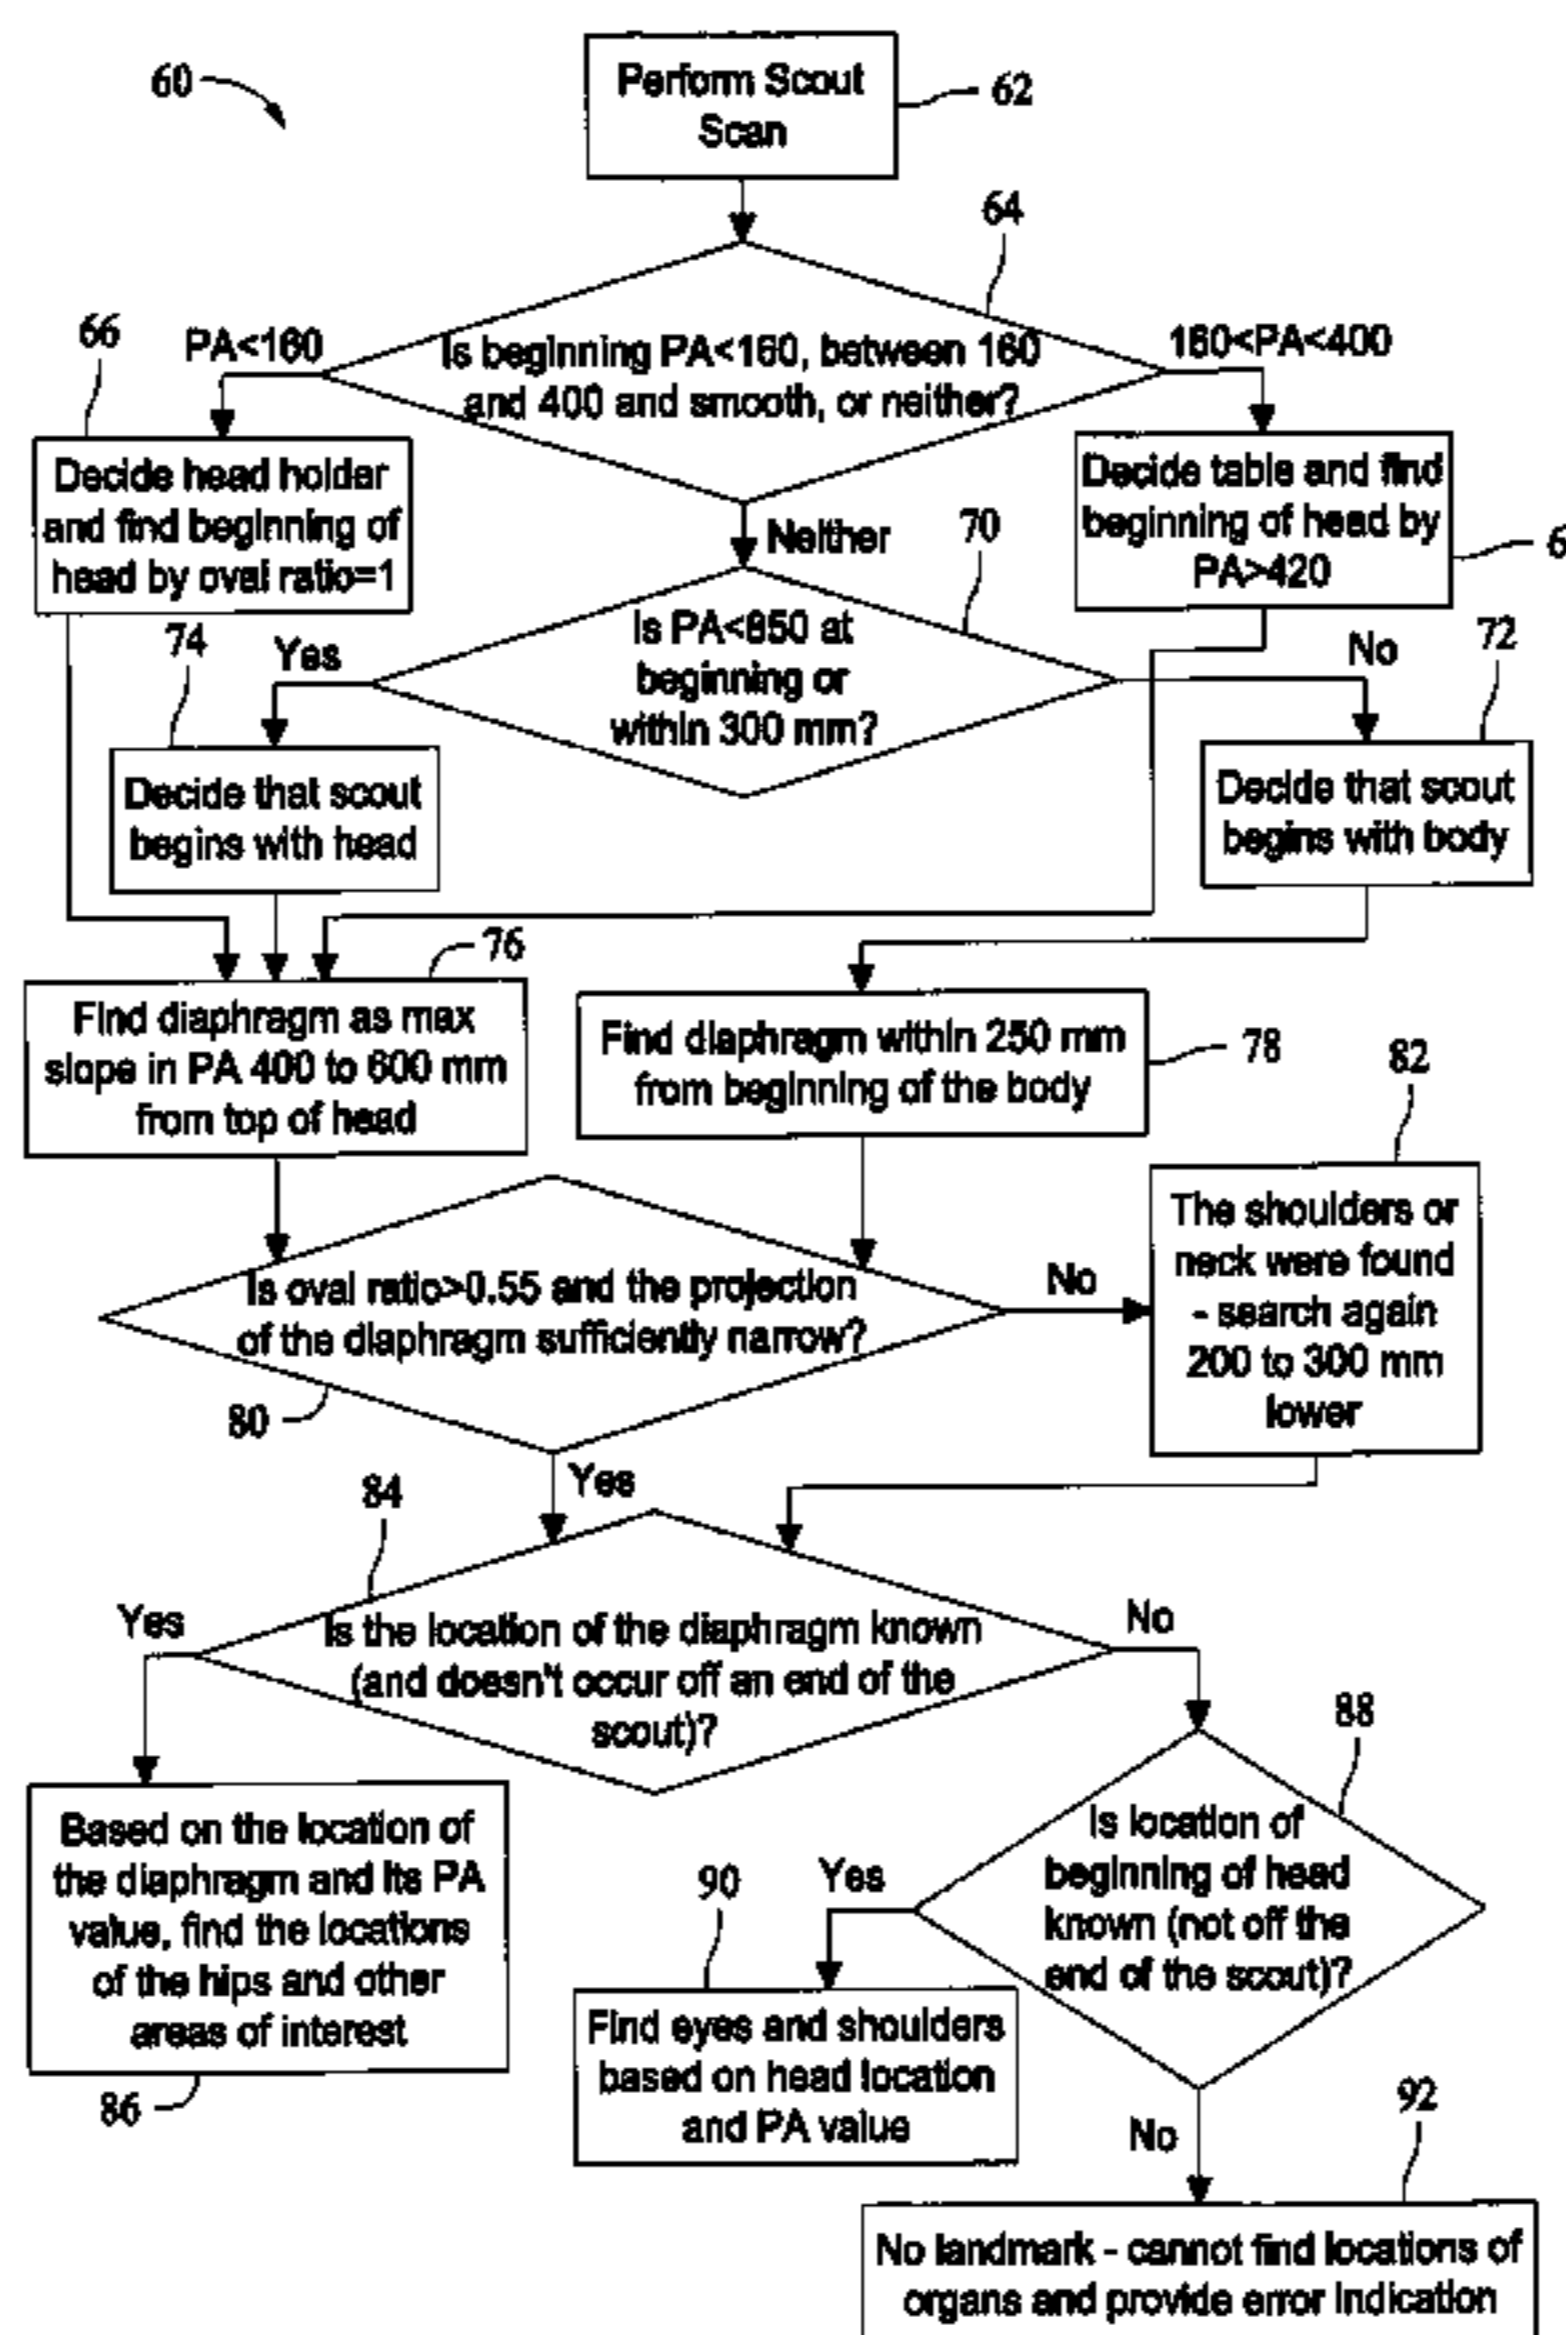 60
Perform Scout
Scan
62
64
Is beginning PA<160, between 160
and 400 and smooth, or neither?
PA<160
160<PA<400
66
Decide head holder
and find beginning of
head by oval ratio=1
Decide table and find
beginning of head by
PA>420
6
Neither
70
Is PA<850 at
beginning or
within 300 mm?
Yes
No
74
72
Decide that scout
begins with head
Decide that scout
begins with body
76
Find diaphragm as max
slope in PA 400 to 600 mm
from top of head
Find diaphragm within 250 mm
from beginning of the body
78
82
The shoulders or
neck were found
- search again
200 to 300 mm
lower
Is oval ratio>0.55 and the projection
of the diaphragm sufficiently narrow?
No
80
Yes
84
Is the location of the diaphragm known
(and doesn't occur off an end of the
scout)?
Yes
No
88
Based on the location of
the diaphragm and its PA
value, find the locations
of the hips and other
areas of interest
86
Is location of
beginning of head
known (not off the
end of the scout)?
Yes
90
Find eyes and shoulders
based on head location
and PA value
No
92
No landmark - cannot find locations of
organs and provide error indication